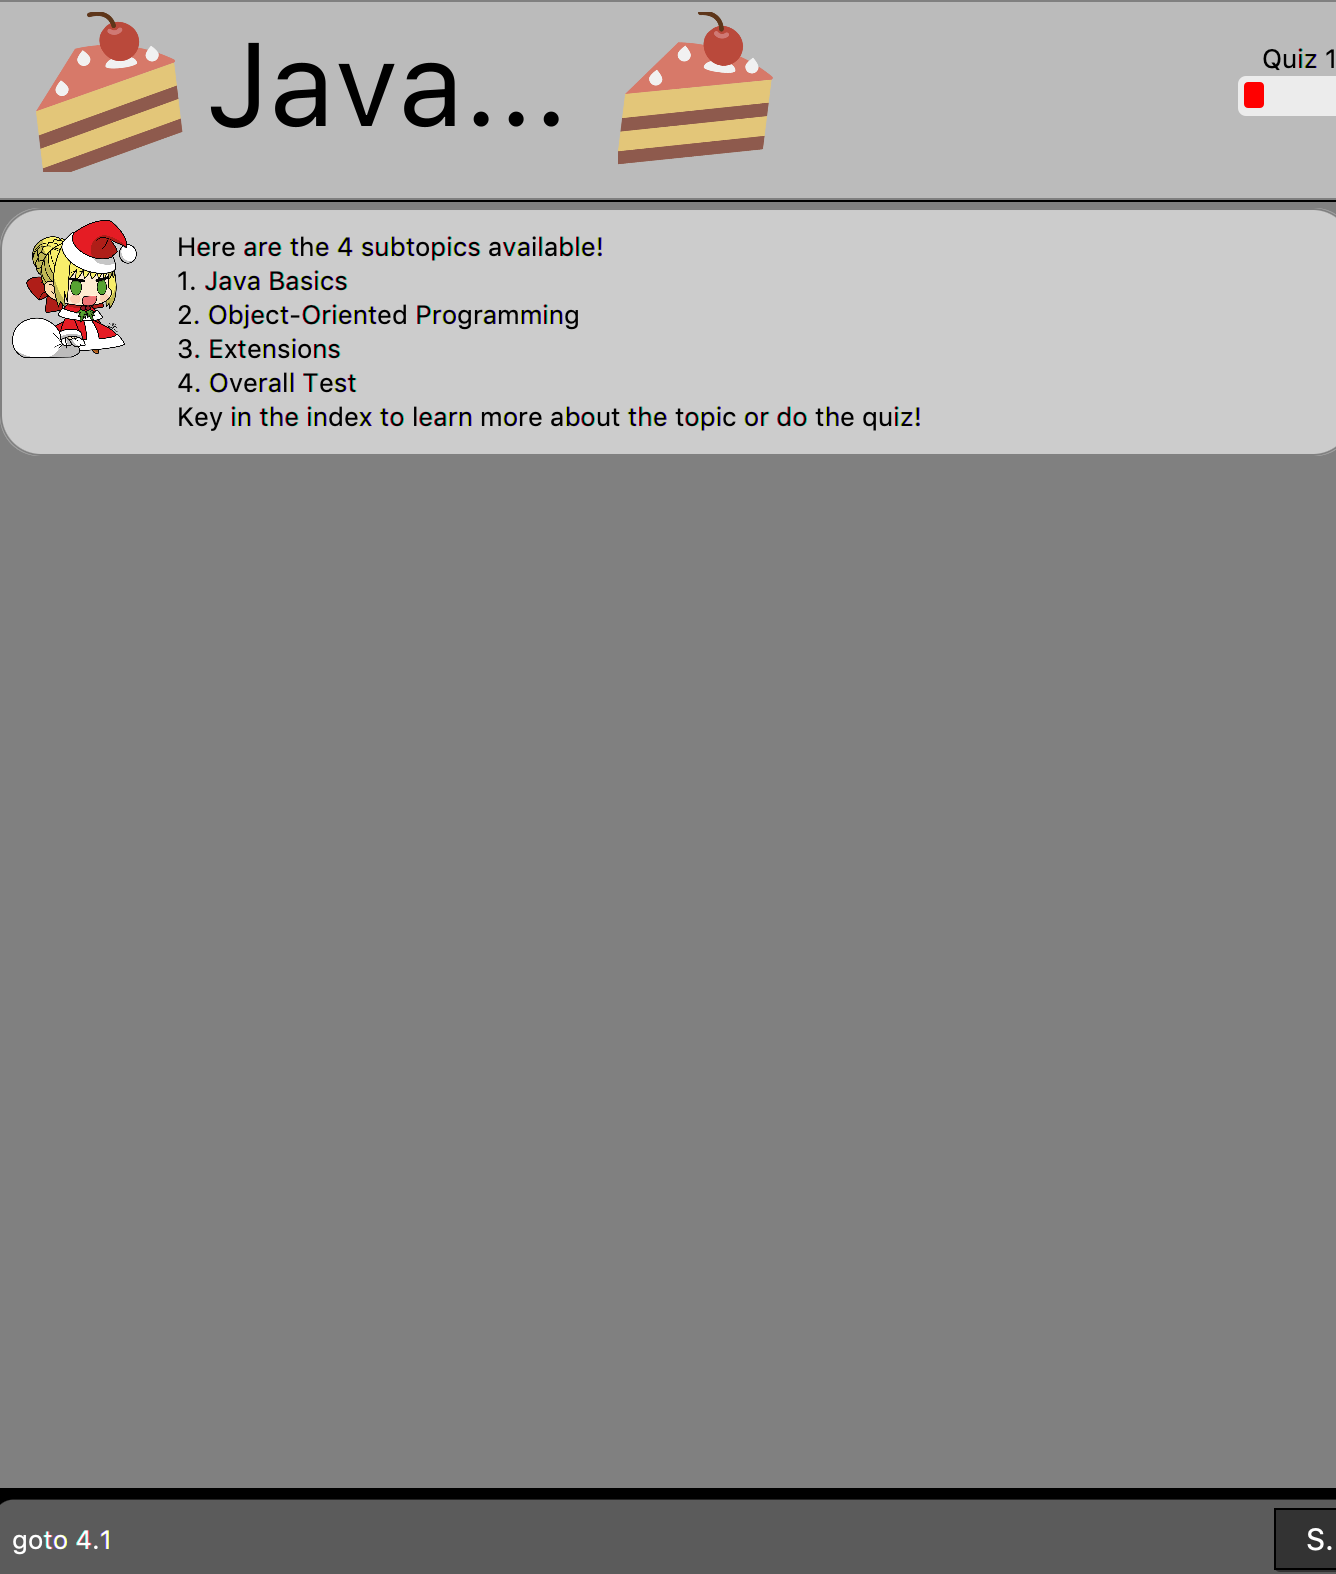 Java...
Quiz 1
Here are the 4 subtopics available!
1. Java Basics
2. Object-Oriented Programming
3. Extensions
4. Overall Test
Key in the index to learn more about the topic or do the quiz!
goto 4.1
S.